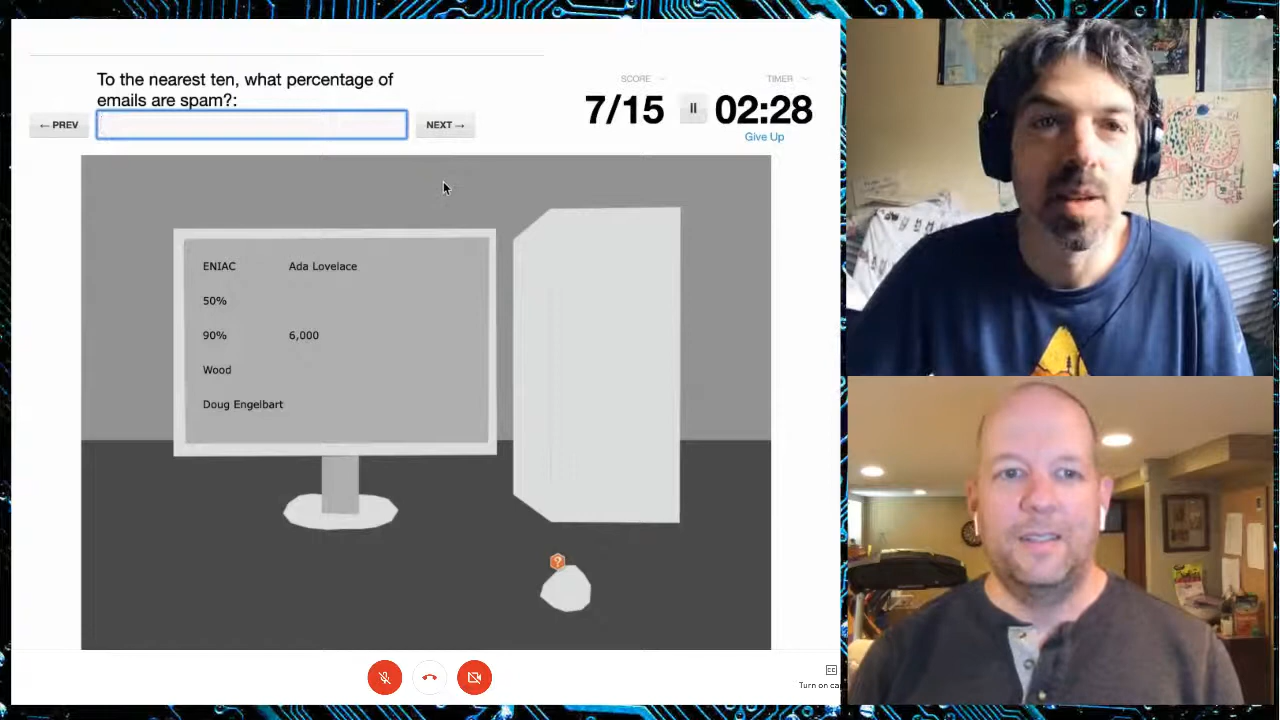 To the nearest ten, what percentage of
emails are spam?:
← PREV
NEXT →
SCORE
TIMER
7/15
02:28
Give Up
ENIAC
Ada Lovelace
50%
90%
6,000
Wood
Doug Engelbart
?
CC
Turn on ca